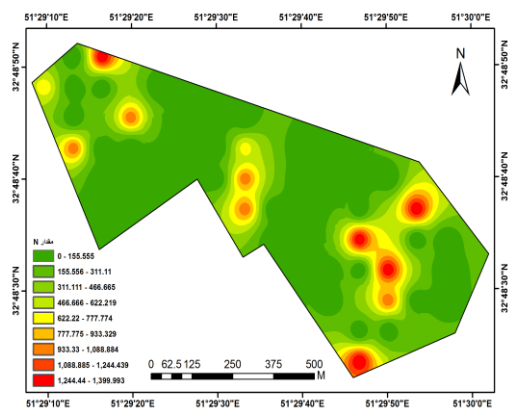 51°29'10"E 51°29'20"E 51°29'30"E 51°29'40"E 51°29'50"E 51°30'0"E
32°48'50"N 32°48'50"N
N
32°48'40"N 32°48'40"N
32°48'30"N 32°48'30"N
مقدار N
0 - 155.555
155.556 - 311.11
311.111 - 466.665
466.666 - 622.219
622.22 - 777.774
777.775 - 933.329
933.33 - 1,088.884
1,088.885 - 1,244.439
1,244.44 - 1,399.993
0 62.5 125 250 375 500
M
51°29'10"E 51°29'20"E 51°29'30"E 51°29'40"E 51°29'50"E 51°30'0"E